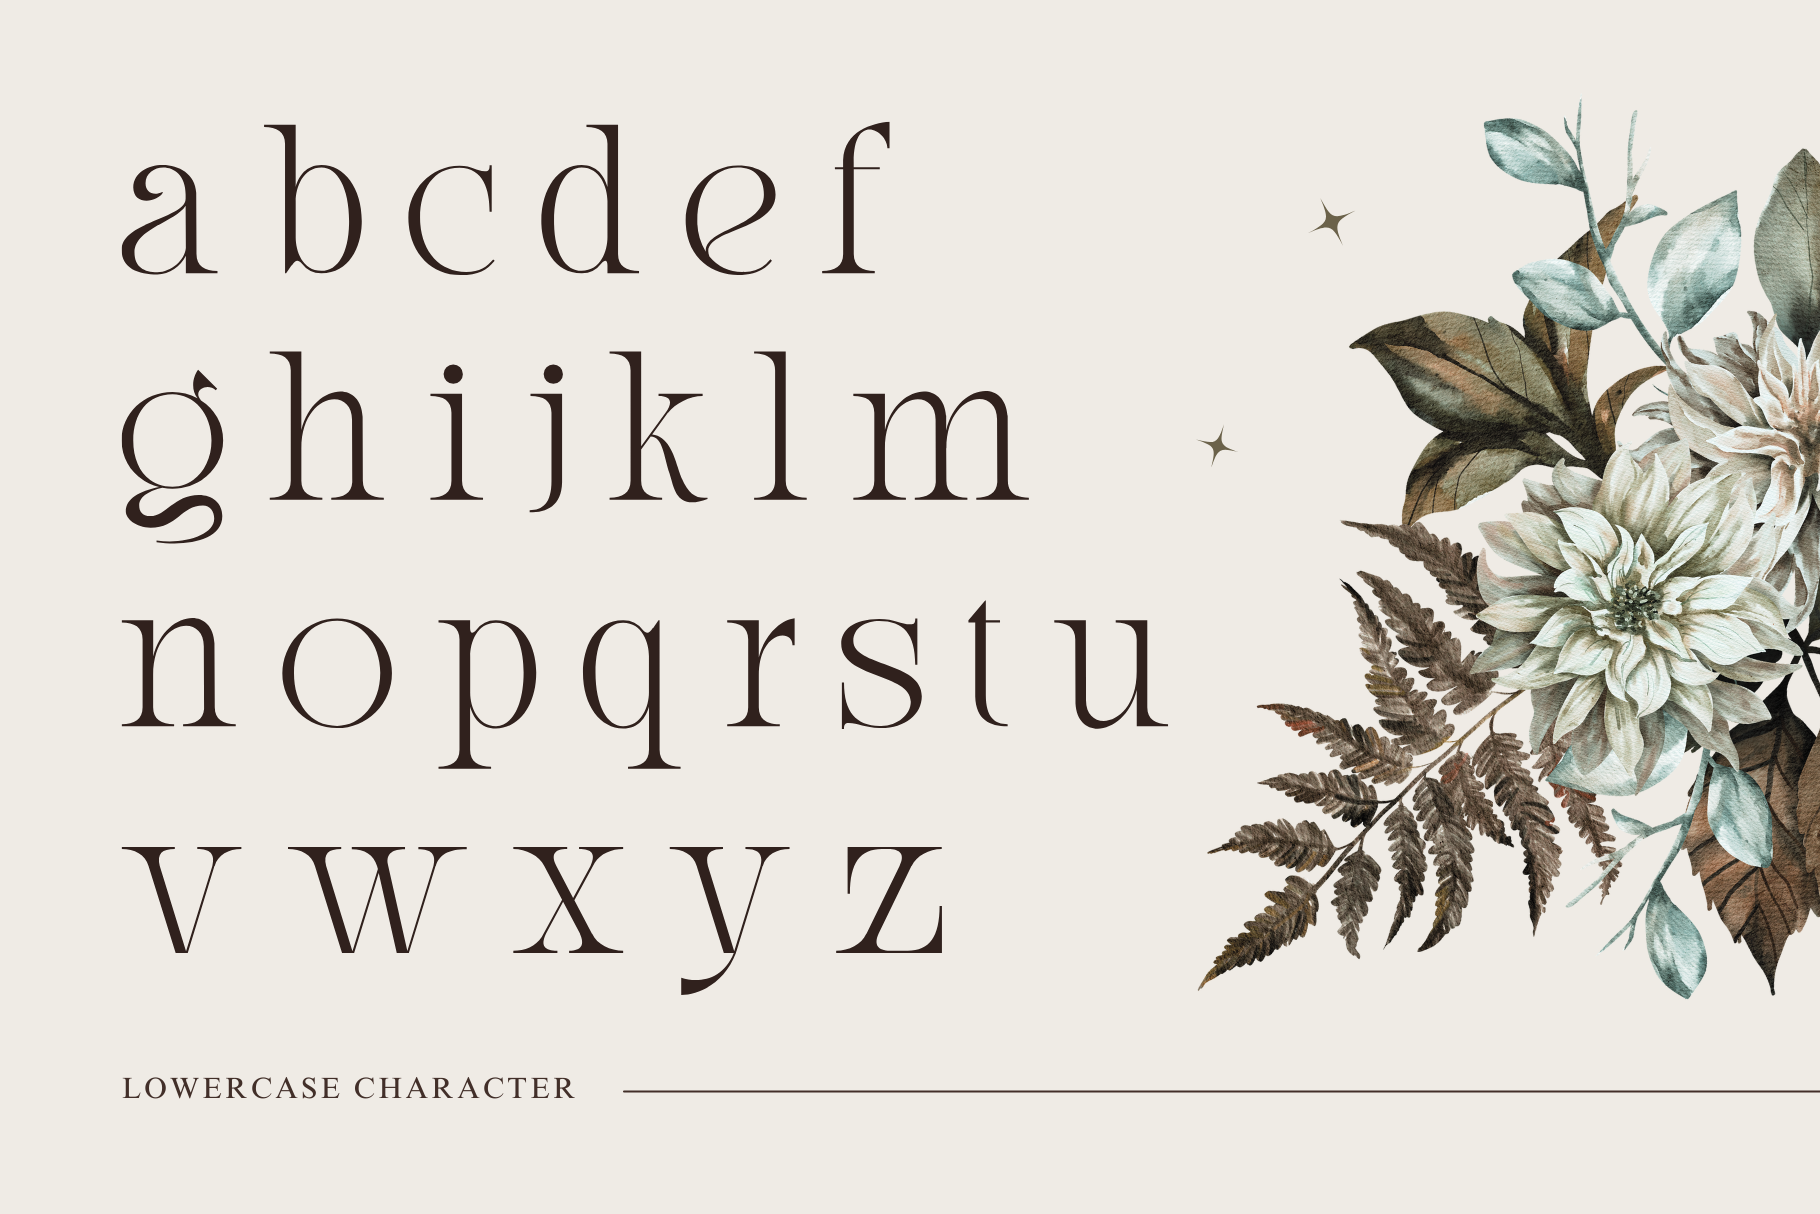 a b c d e f
g h i j k l m
n o p q r s t u
v w x y z
LOWERCASE CHARACTER